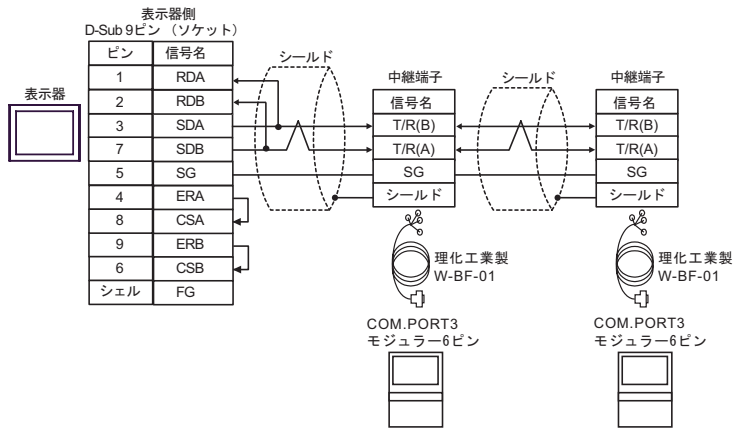 表示器側
D-Sub 9ピン (ソケット)
表示器
ピン 信号名
1 RDA
2 RDB
3 SDA
7 SDB
5 SG
4 ERA
8 CSA
9 ERB
6 CSB
シェル FG
シールド
中継端子
信号名
T/R(B)
T/R(A)
SG
シールド
理化工業製
W-BF-01
COM.PORT3
モジュラー6ピン
シールド
中継端子
信号名
T/R(B)
T/R(A)
SG
シールド
理化工業製
W-BF-01
COM.PORT3
モジュラー6ピン